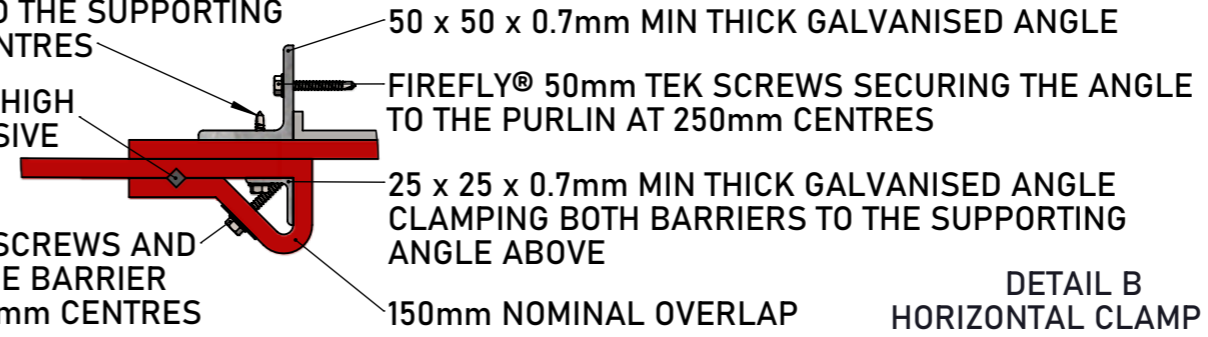 O THE SUPPORTING
NTRES
HIGH
SIVE
SCREWS AND
E BARRIER
mm CENTRES
50 x 50 x 0.7mm MIN THICK GALVANISED ANGLE
FIREFLY® 50mm TEK SCREWS SECURING THE ANGLE
TO THE PURLIN AT 250mm CENTRES
25 x 25 x 0.7mm MIN THICK GALVANISED ANGLE
CLAMPING BOTH BARRIERS TO THE SUPPORTING
ANGLE ABOVE
150mm NOMINAL OVERLAP
DETAIL B
HORIZONTAL CLAMP